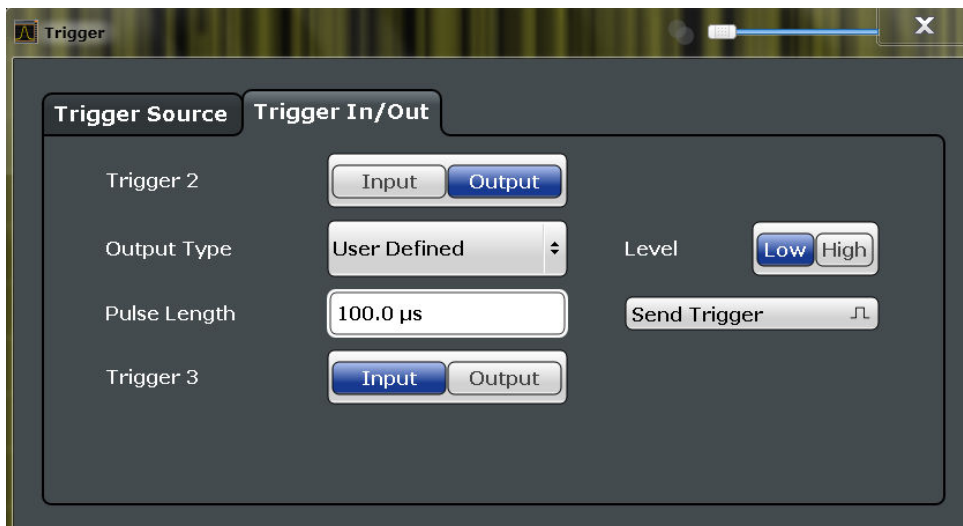 Trigger
X
Trigger Source
Trigger In/Out
Trigger 2
Input
Output
Output Type
User Defined
Level
Low
High
Pulse Length
100.0 µs
Send Trigger
Trigger 3
Input
Output